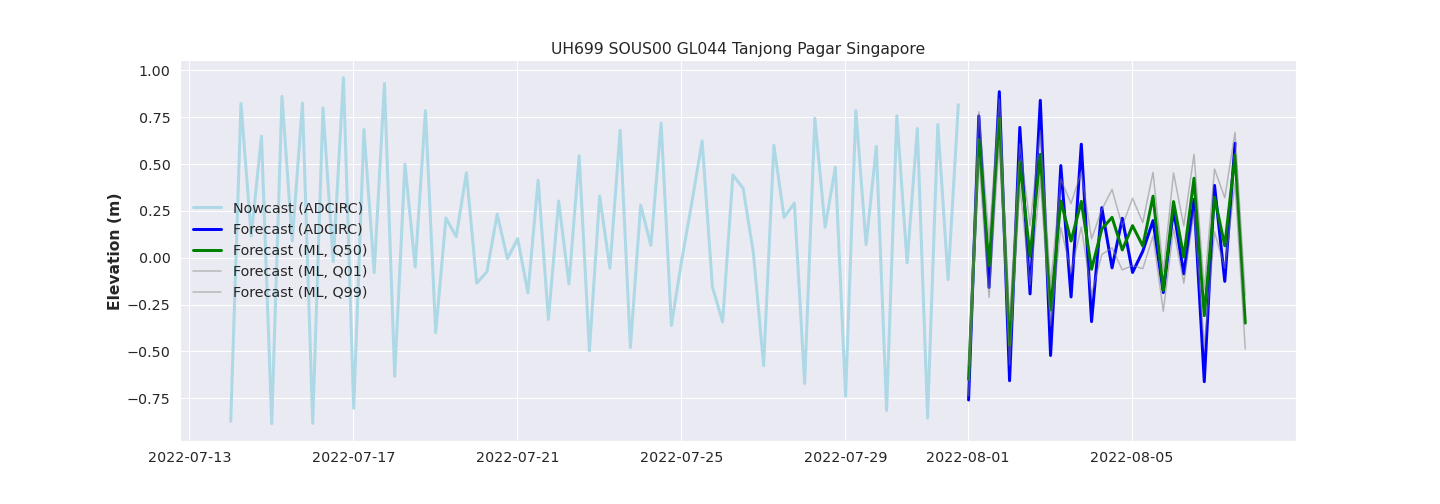 UH699 SOUS00 GL044 Tanjong Pagar Singapore
Elevation (m)
1.00
0.75
0.50
0.25
0.00
−0.25
−0.50
−0.75
Nowcast (ADCIRC)
Forecast (ADCIRC)
Forecast (ML, Q50)
Forecast (ML, Q01)
Forecast (ML, Q99)
2022-07-13
2022-07-17
2022-07-21
2022-07-25
2022-07-29
2022-08-01
2022-08-05